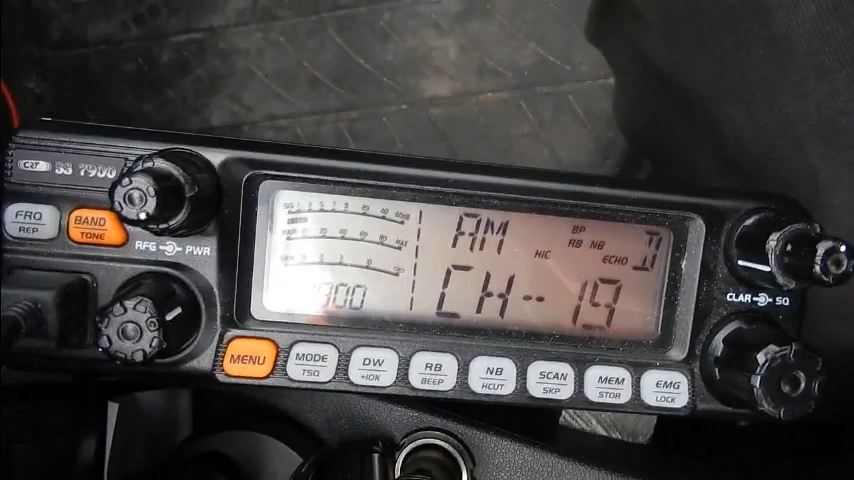 CRT SS 7900
FRQ
REP
BAND
TONE
RFG PWR
AM BP D
RB NB
HIC ECHO
CH--19
CLAR SQ
MENU
MODE
TSQ
DW
+10K
RB
BEEP
NB
HCUT
SCAN
SKP
MEM
STOR
EMG
LOCK